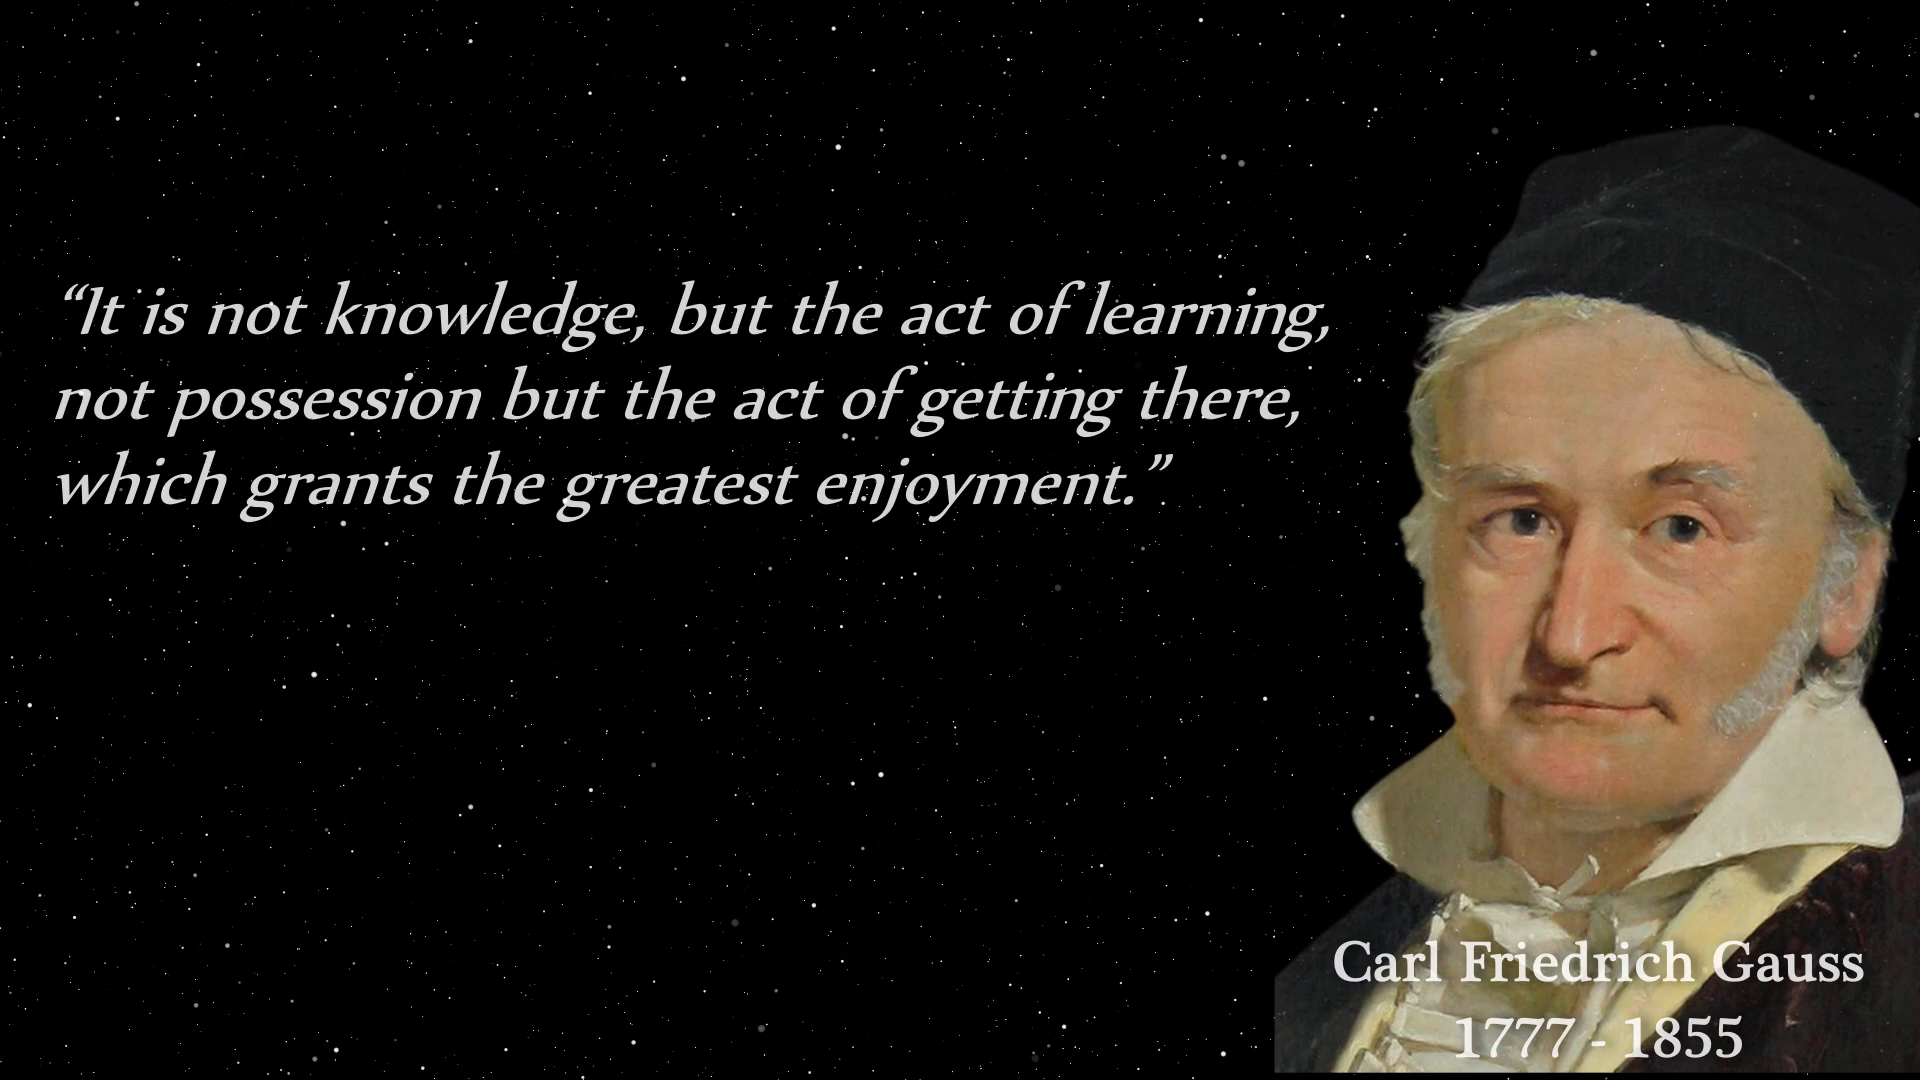 “It is not knowledge, but the act of learning,
not possession but the act of getting there,
which grants the greatest enjoyment.”
Carl Friedrich Gauss
1777 - 1855